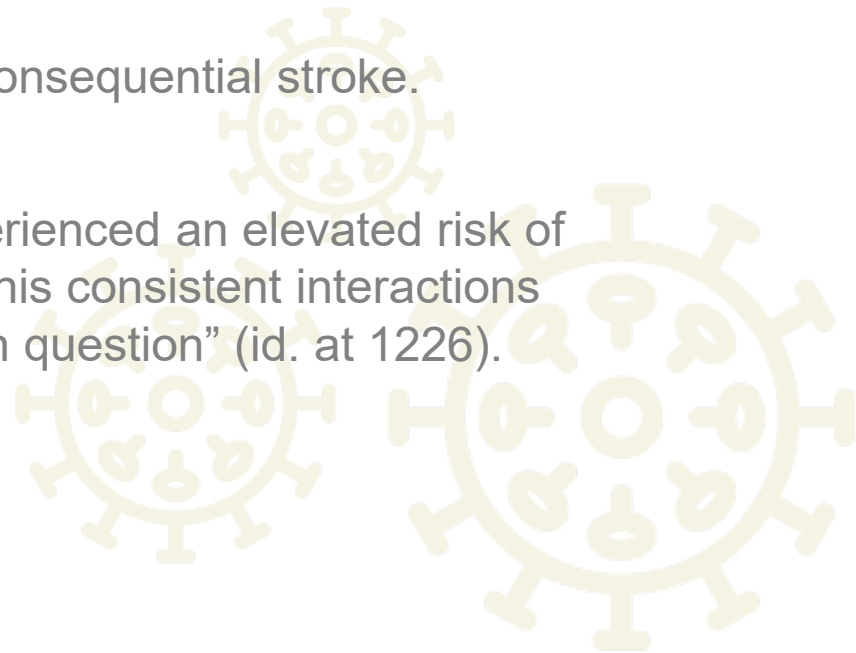 onsequential stroke.
erienced an elevated risk of
his consistent interactions
n question” (id. at 1226).